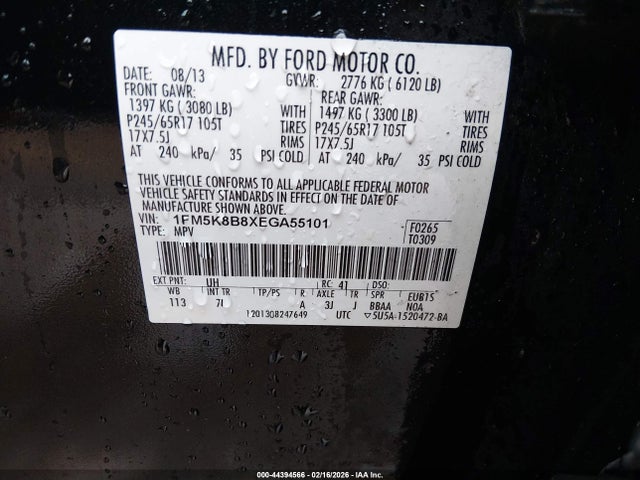 MFD. BY FORD MOTOR CO.
DATE: 08/13 GVWR: 2776 KG ( 6120 LB)
FRONT GAWR: REAR GAWR:
1397 KG ( 3080 LB) WITH 1497 KG ( 3300 LB) WITH
P245/65R17 105T TIRES P245/65R17 105T TIRES
17X7.5J RIMS 17X7.5J RIMS
AT 240 kPa/ 35 PSI COLD AT 240 kPa/ 35 PSI COLD
THIS VEHICLE CONFORMS TO ALL APPLICABLE FEDERAL MOTOR
VEHICLE SAFETY STANDARDS IN EFFECT ON THE DATE OF
MANUFACTURE SHOWN ABOVE.
VIN: 1FM5K8B8XEGA55101 F0265
TYPE: MPV T0309
EXT PNT: UH RC: 41 DSO:
WB INT TR TP/PS R AXLE TR SPR EUB1S
113 7I A 3J J BBAA N0A
1201308247649 UTC ▽5U5A-1520472-BA
000-44394566 - 02/16/2026 - IAA Inc.